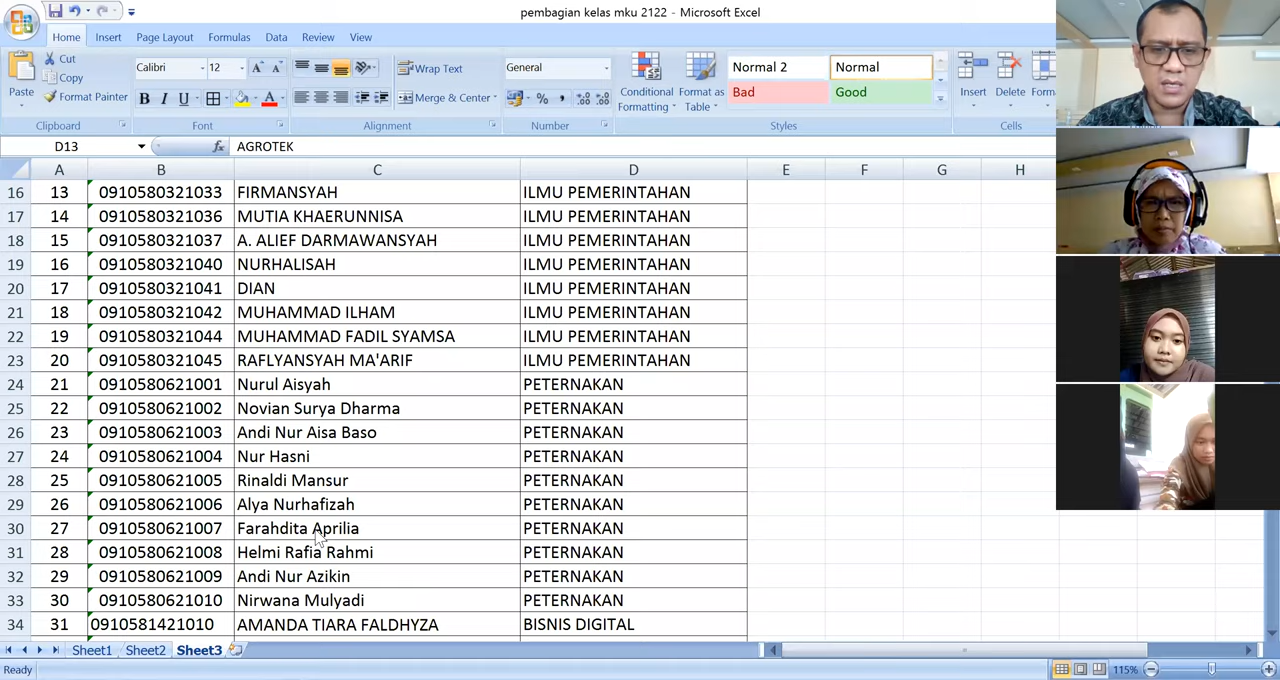 pembagian kelas mku 2122 - Microsoft Excel
Home Insert Page Layout Formulas Data Review View
Paste
Cut
Copy
Format Painter
Clipboard
Calibri 12
B I U
Font
Wrap Text
Merge & Center
Alignment
General
Number
Conditional Formatting
Format as Table
Normal 2 Normal
Bad Good
Styles
Insert Delete Form
Cells
D13 fx AGROTEK
A B C D E F G H
16 13 0910580321033 FIRMANSYAH ILMU PEMERINTAHAN
17 14 0910580321036 MUTIA KHAERUNNISA ILMU PEMERINTAHAN
18 15 0910580321037 A. ALIEF DARMAWANSYAH ILMU PEMERINTAHAN
19 16 0910580321040 NURHALISAH ILMU PEMERINTAHAN
20 17 0910580321041 DIAN ILMU PEMERINTAHAN
21 18 0910580321042 MUHAMMAD ILHAM ILMU PEMERINTAHAN
22 19 0910580321044 MUHAMMAD FADIL SYAMSA ILMU PEMERINTAHAN
23 20 0910580321045 RAFLYANSYAH MA'ARIF ILMU PEMERINTAHAN
24 21 0910580621001 Nurul Aisyah PETERNAKAN
25 22 0910580621002 Novian Surya Dharma PETERNAKAN
26 23 0910580621003 Andi Nur Aisa Baso PETERNAKAN
27 24 0910580621004 Nur Hasni PETERNAKAN
28 25 0910580621005 Rinaldi Mansur PETERNAKAN
29 26 0910580621006 Alya Nurhafizah PETERNAKAN
30 27 0910580621007 Farahdita Aprilia PETERNAKAN
31 28 0910580621008 Helmi Rafia Rahmi PETERNAKAN
32 29 0910580621009 Andi Nur Azikin PETERNAKAN
33 30 0910580621010 Nirwana Mulyadi PETERNAKAN
34 31 0910581421010 AMANDA TIARA FALDHYZA BISNIS DIGITAL
Sheet1 Sheet2 Sheet3
Ready 115%